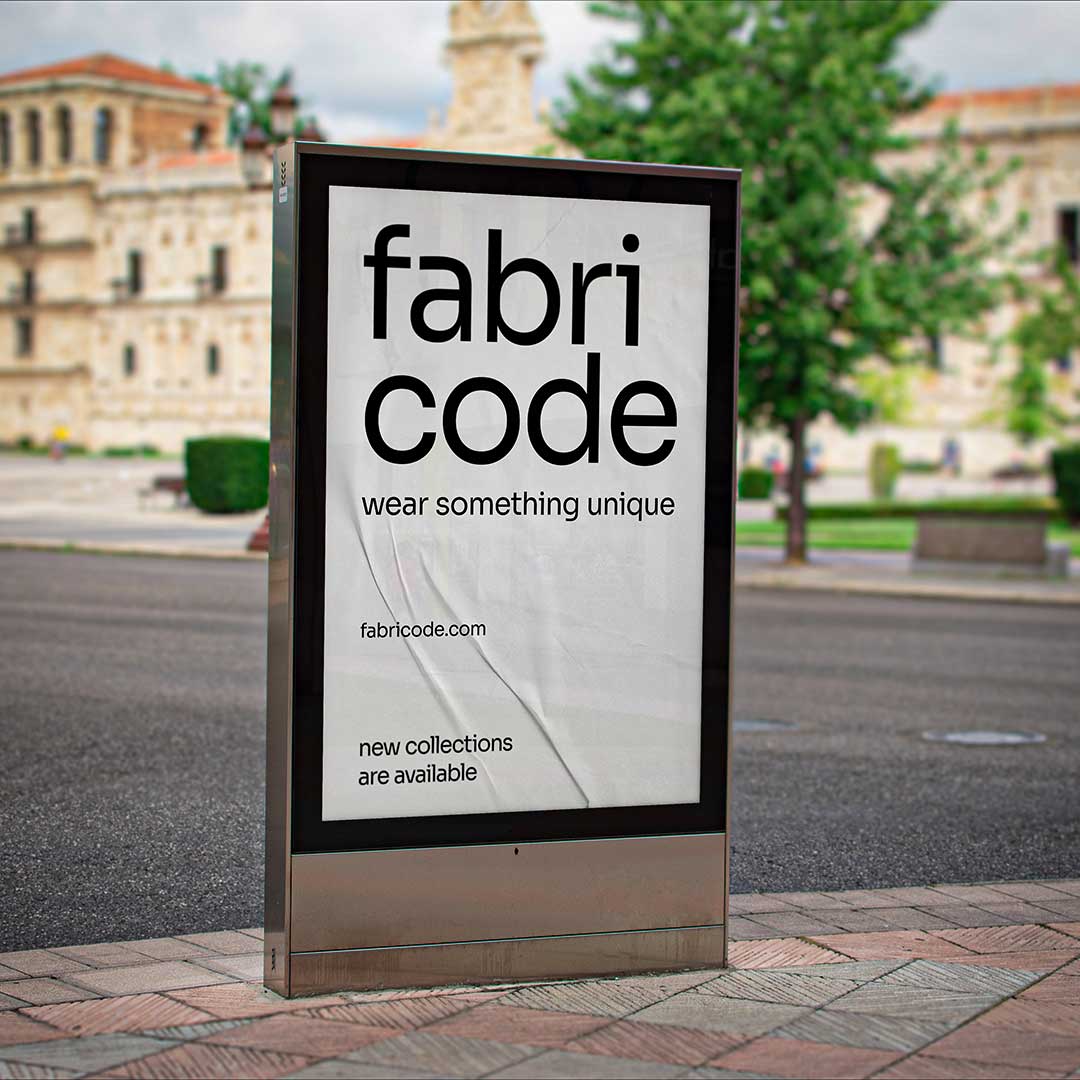 fabri
code
wear something unique
fabricode.com
new collections
are available